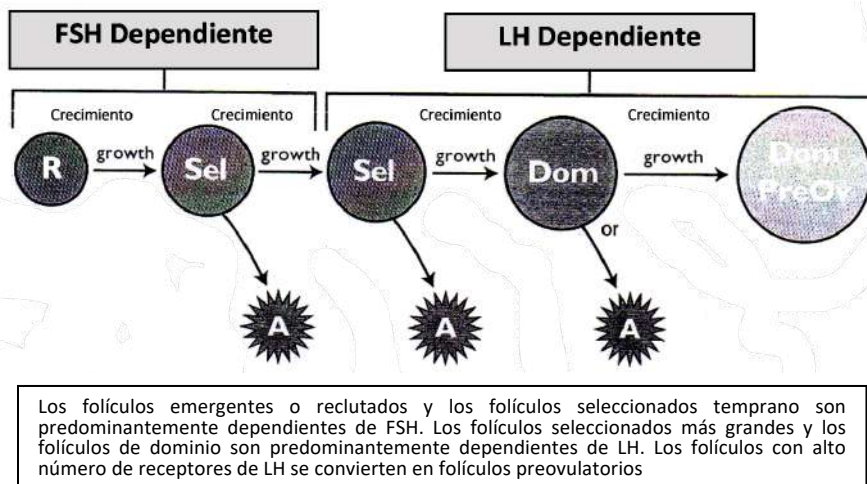 FSH Dependiente
LH Dependiente
Crecimiento
Crecimiento
Crecimiento
Crecimiento
R
growth
Sel
growth
Sel
growth
Dom
growth
Dom
PreOv
or
A
A
A
Los folículos emergentes o reclutados y los folículos seleccionados temprano son
predominantemente dependientes de FSH. Los folículos seleccionados más grandes y los
folículos de dominio son predominantemente dependientes de LH. Los folículos con alto
número de receptores de LH se convierten en folículos preovulatorios